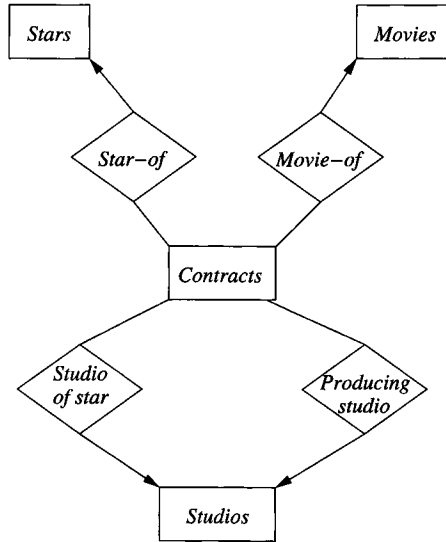 Stars
Movies
Star-of
Movie-of
Contracts
Studio
of star
Producing
studio
Studios